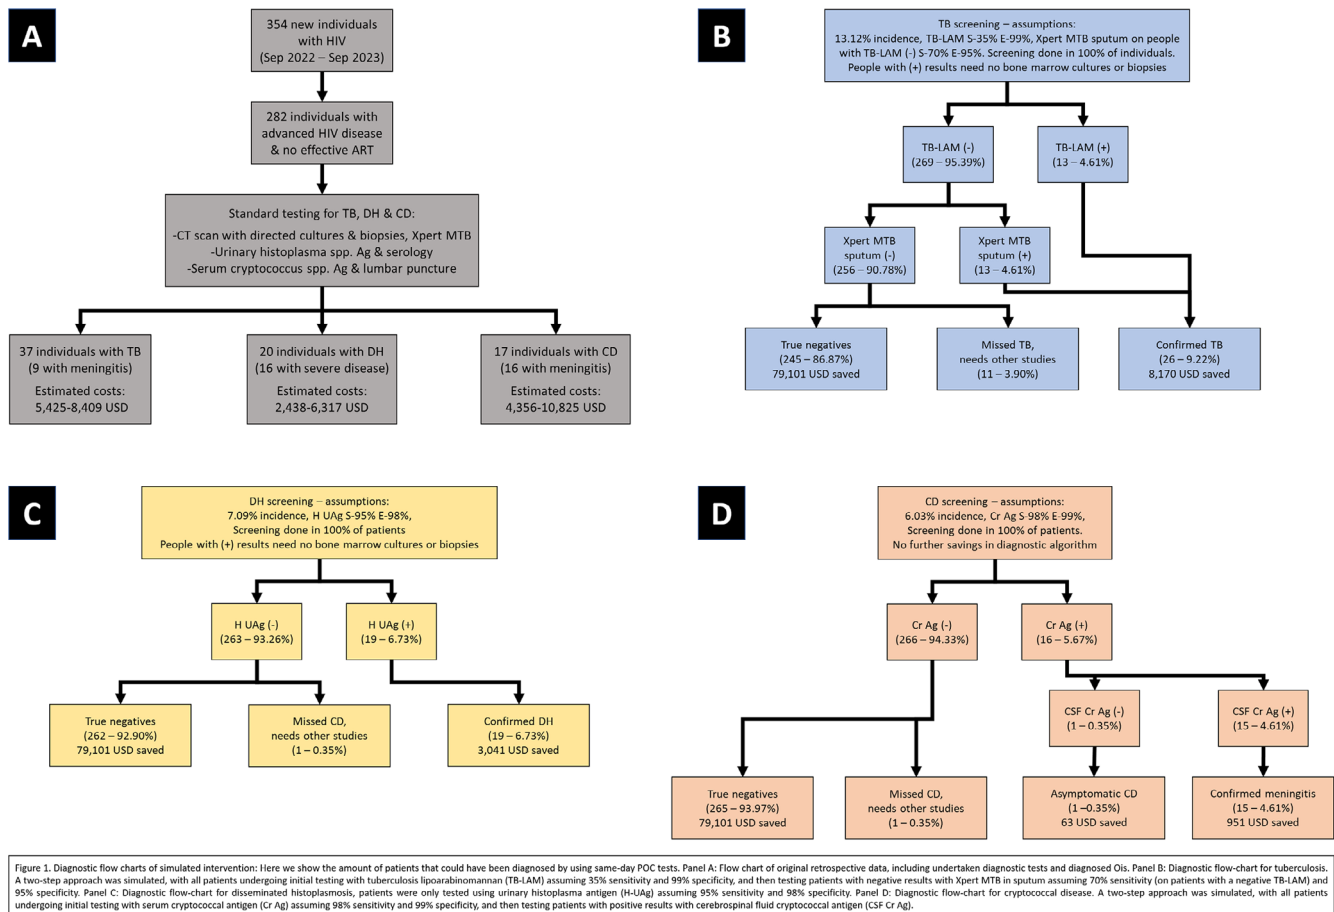 A
354 new individuals
with HIV
(Sep 2022 – Sep 2023)
282 individuals with
advanced HIV disease
& no effective ART
Standard testing for TB, DH & CD:
-CT scan with directed cultures & biopsies, Xpert MTB
-Urinary histoplasma spp. Ag & serology
-Serum cryptococcus spp. Ag & lumbar puncture
37 individuals with TB
(9 with meningitis)
Estimated costs:
5,425-8,409 USD
20 individuals with DH
(16 with severe disease)
Estimated costs:
2,438-6,317 USD
17 individuals with CD
(16 with meningitis)
Estimated costs:
4,356-10,825 USD
B
TB screening – assumptions:
13.12% incidence, TB-LAM S-35% E-99%, Xpert MTB sputum on people
with TB-LAM (-) S-70% E-95%. Screening done in 100% of individuals.
People with (+) results need no bone marrow cultures or biopsies
TB-LAM (-)
(269 – 95.39%)
TB-LAM (+)
(13 – 4.61%)
Xpert MTB
sputum (-)
(256 – 90.78%)
Xpert MTB
sputum (+)
(13 – 4.61%)
True negatives
(245 – 86.87%)
79,101 USD saved
Missed TB,
needs other studies
(11 – 3.90%)
Confirmed TB
(26 – 9.22%)
8,170 USD saved
C
DH screening – assumptions:
7.09% incidence, H UAg S-95% E-98%,
Screening done in 100% of patients
People with (+) results need no bone marrow cultures or biopsies
H UAg (-)
(263 – 93.26%)
H UAg (+)
(19 – 6.73%)
True negatives
(262 – 92.90%)
79,101 USD saved
Missed CD,
needs other studies
(1 – 0.35%)
Confirmed DH
(19 – 6.73%)
3,041 USD saved
D
CD screening – assumptions:
6.03% incidence, Cr Ag S-98% E-99%,
Screening done in 100% of patients.
No further savings in diagnostic algorithm
Cr Ag (-)
(266 – 94.33%)
Cr Ag (+)
(16 – 5.67%)
CSF Cr Ag (-)
(1 – 0.35%)
CSF Cr Ag (+)
(15 – 4.61%)
True negatives
(265 – 93.97%)
79,101 USD saved
Missed CD,
needs other studies
(1 – 0.35%)
Asymptomatic CD
(1 –0.35%)
63 USD saved
Confirmed meningitis
(15 – 4.61%)
951 USD saved
Figure 1. Diagnostic flow charts of simulated intervention: Here we show the amount of patients that could have been diagnosed by using same-day POC tests. Panel A: Flow chart of original retrospective data, including undertaken diagnostic tests and diagnosed Ois. Panel B: Diagnostic flow-chart for tuberculosis.
A two-step approach was simulated, with all patients undergoing initial testing with tuberculosis lipoarabinomannan (TB-LAM) assuming 35% sensitivity and 99% specificity, and then testing patients with negative results with Xpert MTB in sputum assuming 70% sensitivity (on patients with a negative TB-LAM) and
95% specificity. Panel C: Diagnostic flow-chart for disseminated histoplasmosis, patients were only tested using urinary histoplasma antigen (H-UAg) assuming 95% sensitivity and 98% specificity. Panel D: Diagnostic flow-chart for cryptococcal disease. A two-step approach was simulated, with all patients
undergoing initial testing with serum cryptococcal antigen (Cr Ag) assuming 98% sensitivity and 99% specificity, and then testing patients with positive results with cerebrospinal fluid cryptococcal antigen (CSF Cr Ag).